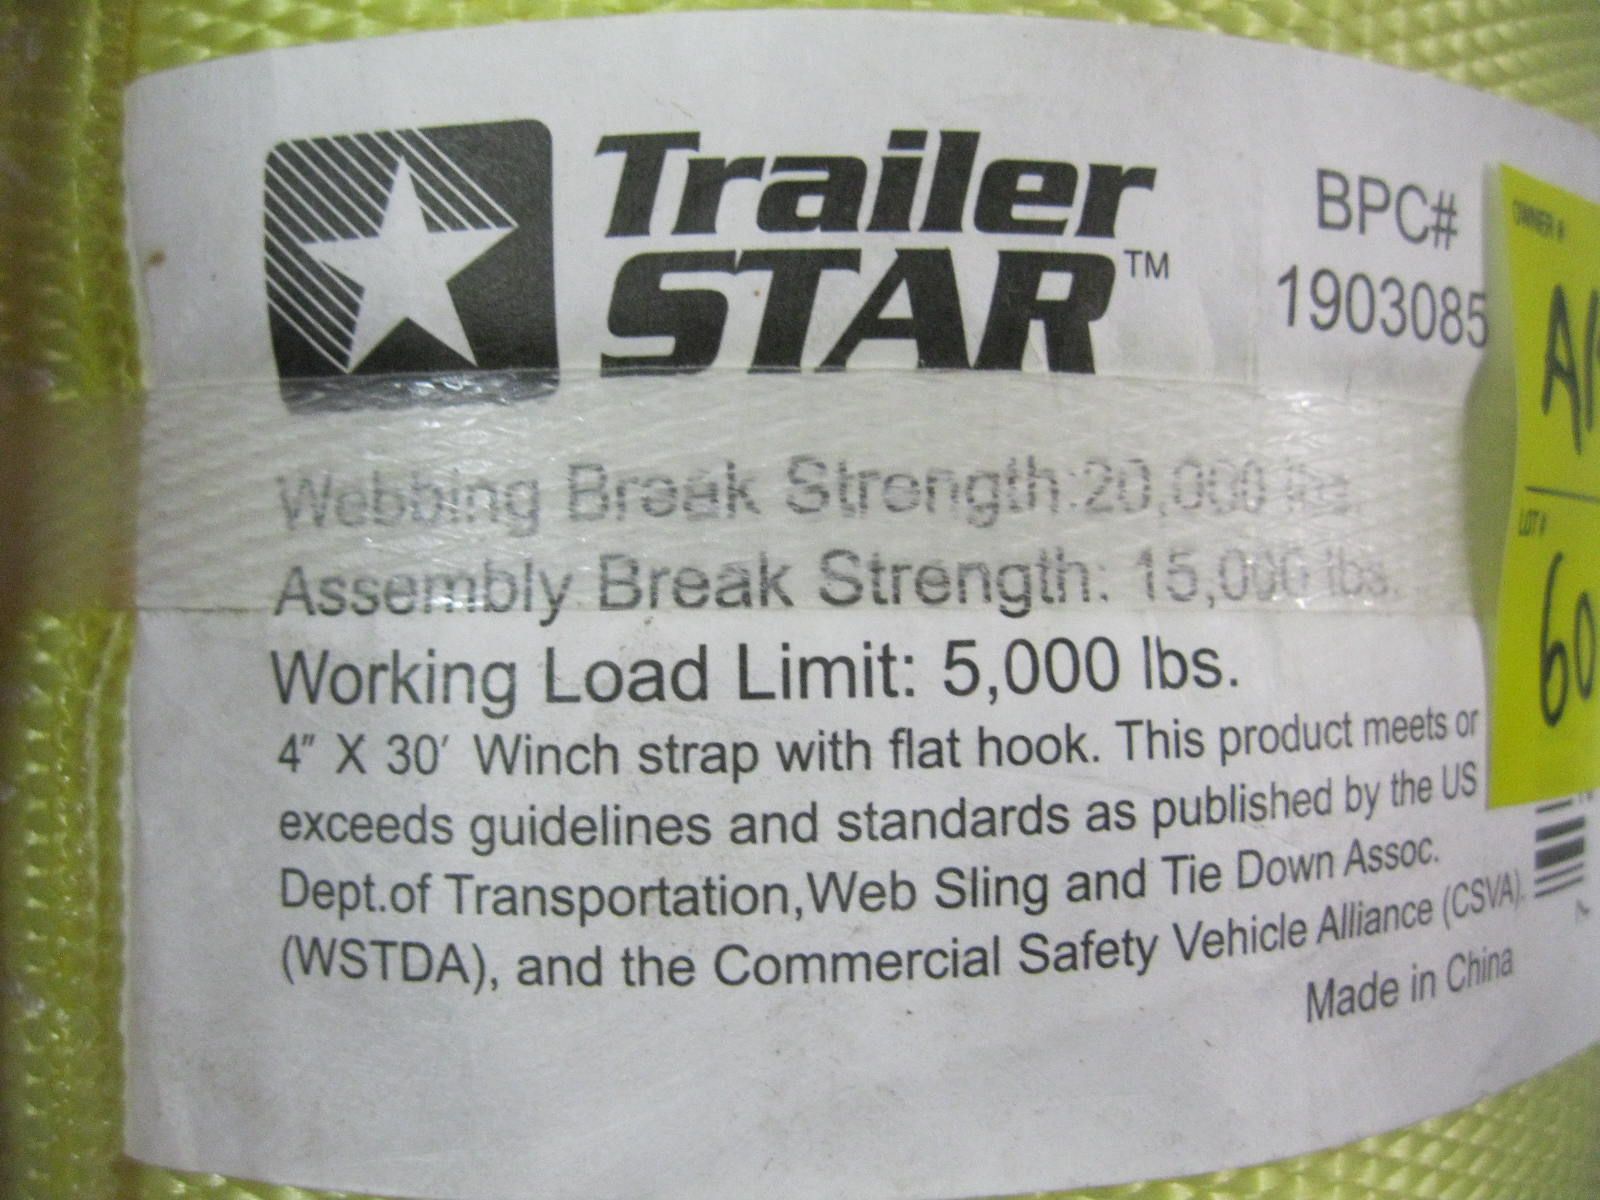 Trailer
STAR™
BPC#
1903085
Webbing Break Strength:20,000 lbs.
Assembly Break Strength: 15,000 lbs.
Working Load Limit: 5,000 lbs.
4" X 30' Winch strap with flat hook. This product meets or
exceeds guidelines and standards as published by the US
Dept.of Transportation,Web Sling and Tie Down Assoc.
(WSTDA), and the Commercial Safety Vehicle Alliance (CSVA).
Made in China
OWNER #
LOT #
60